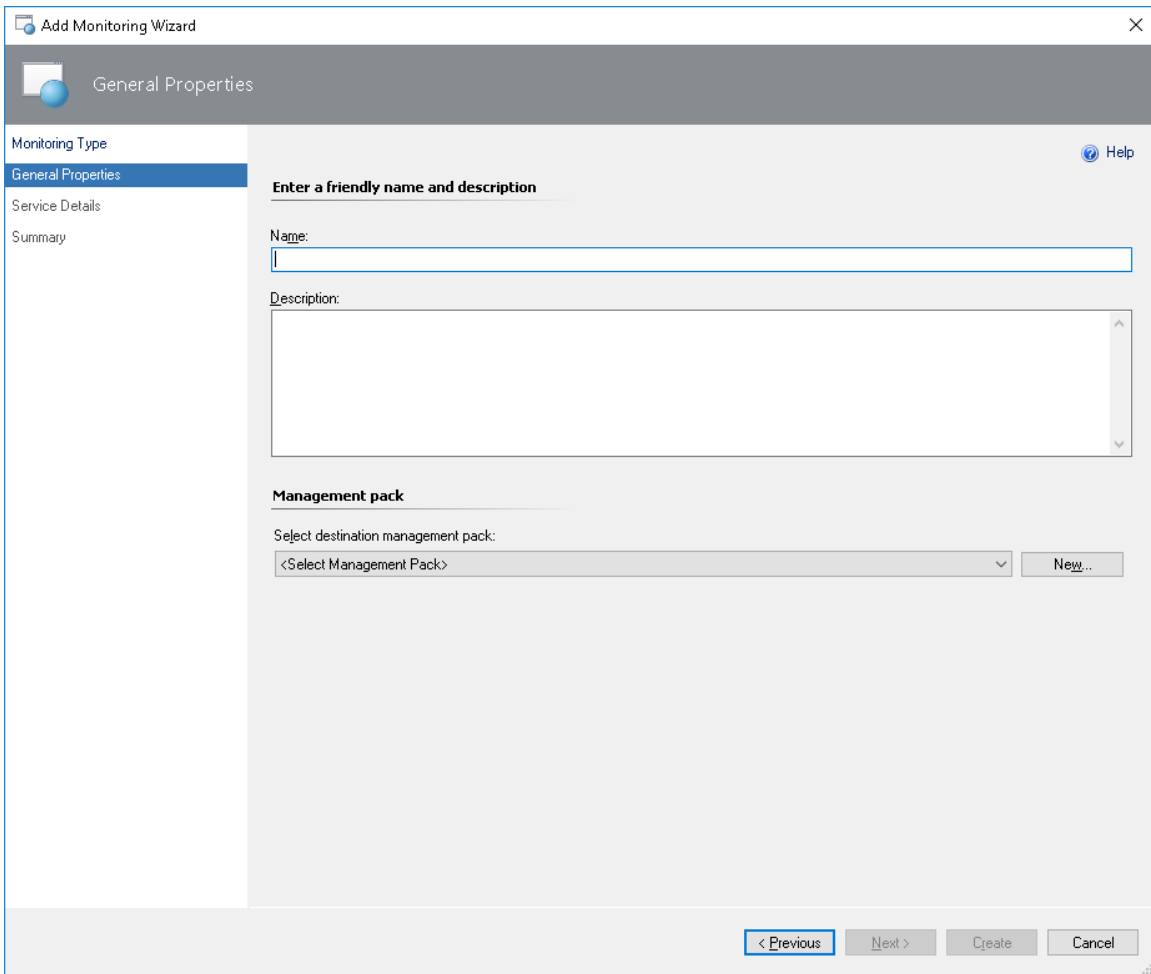 Add Monitoring Wizard
General Properties
Monitoring Type
General Properties
Service Details
Summary
Help
Enter a friendly name and description
Name:
Description:
Management pack
Select destination management pack:
<Select Management Pack>
New...
< Previous
Next >
Create
Cancel